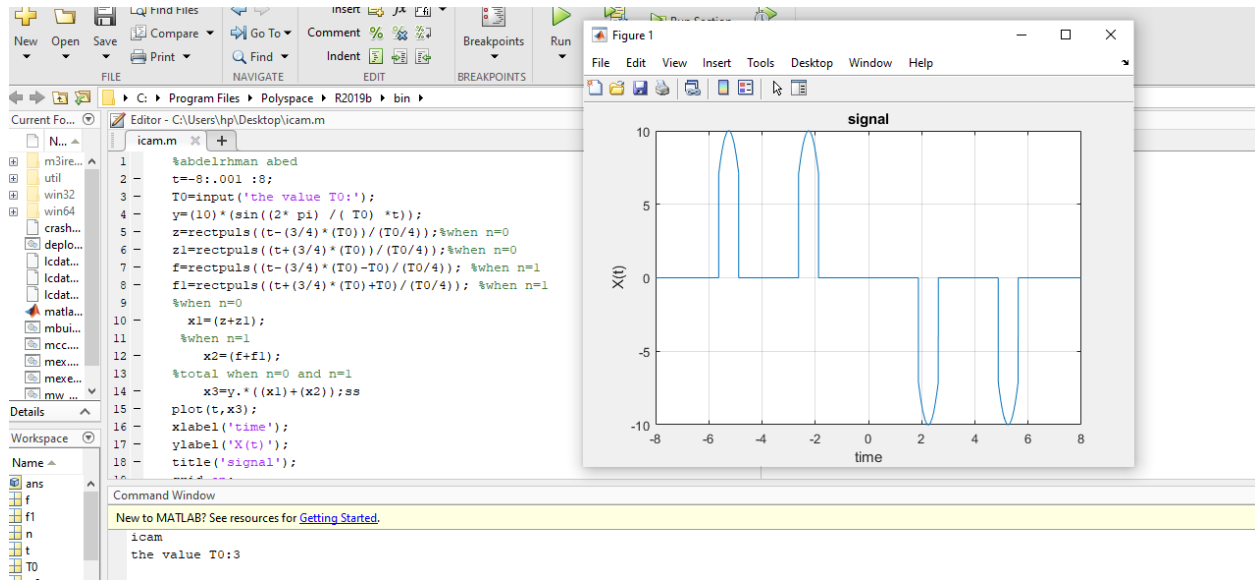 Find Files
Insert fx
New Open Save
Compare
Go To
Comment
Breakpoints
Run
Print
Find
Indent
FILE
NAVIGATE
EDIT
BREAKPOINTS
C: Program Files Polyspace R2019b bin
Current Fo...
N...
m3ire...
util
win32
win64
crash...
deplo...
lcdat...
lcdat...
lcdat...
matla...
mbui...
mcc....
mex....
mexe...
mw_...
Details
Workspace
Name
ans
f
f1
n
t
T0
Editor - C:\Users\hp\Desktop\icam.m
icam.m
1 %abdelrhman abed
2 - t=-8:.001 :8;
3 - T0=input('the value T0:');
4 - y=(10)*(sin((2* pi) /( T0) *t));
5 - z=rectpuls((t-(3/4)*(T0))/(T0/4));%when n=0
6 - z1=rectpuls((t+(3/4)*(T0))/(T0/4));%when n=0
7 - f=rectpuls((t-(3/4)*(T0)-T0)/(T0/4)); %when n=1
8 - f1=rectpuls((t+(3/4)*(T0)+T0)/(T0/4)); %when n=1
9 %when n=0
10 - x1=(z+z1);
11 %when n=1
12 - x2=(f+f1);
13 %total when n=0 and n=1
14 - x3=y.*((x1)+(x2));ss
15 - plot(t,x3);
16 - xlabel('time');
17 - ylabel('X(t)');
18 - title('signal');
Command Window
New to MATLAB? See resources for Getting Started.
icam
the value T0:3
Run Section
Figure 1
File Edit View Insert Tools Desktop Window Help
signal
10
5
0
-5
-10
X(t)
-8 -6 -4 -2 0 2 4 6 8
time